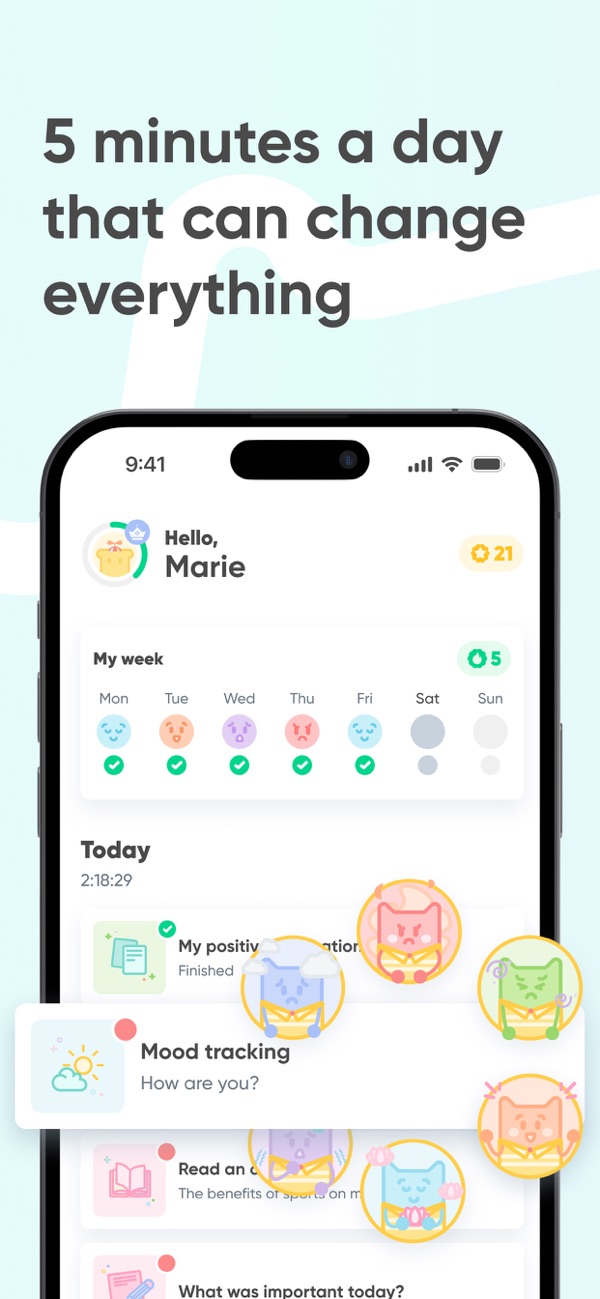 5 minutes a day
that can change
everything
9:41
Hello,
Marie
21
My week
5
Mon Tue Wed Thu Fri Sat Sun
Today
2:18:29
My
Finished
Mood tracking
How are you?
Read an
The benefits of sports on
What was important today?